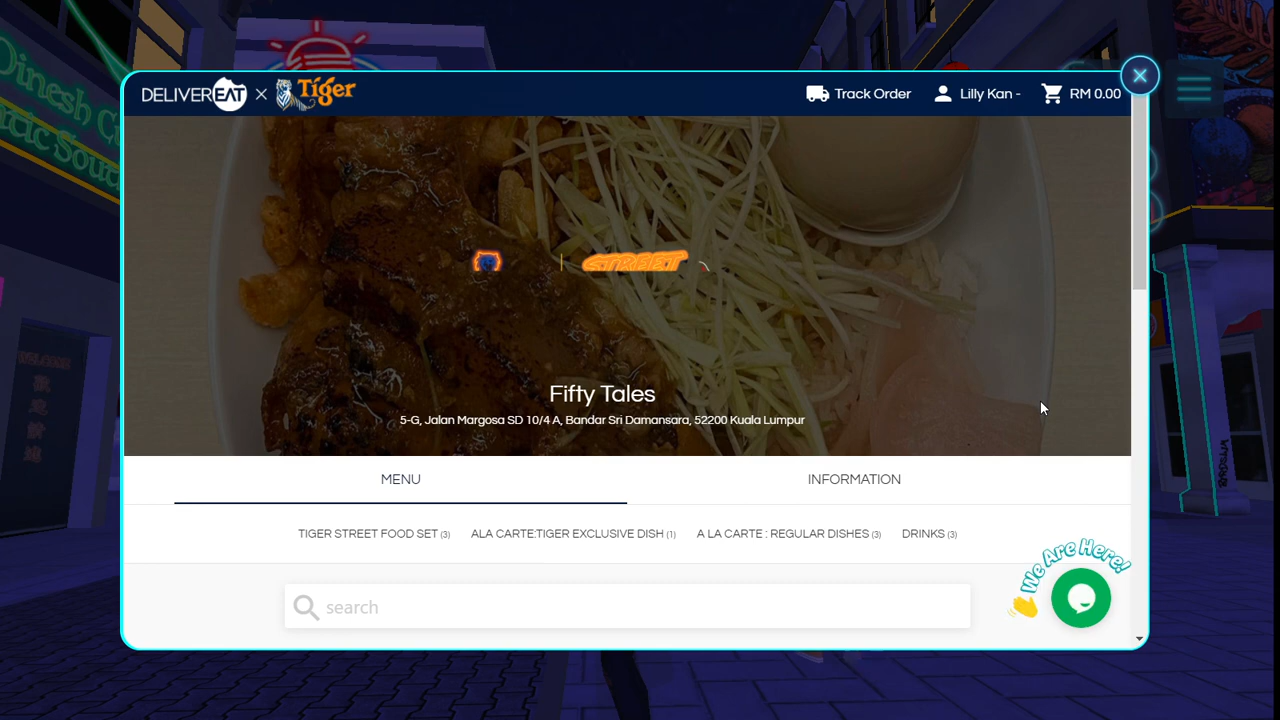 Dinesh
DELIVEREAT × Tiger
Track Order
Lilly Kan -
RM 0.00
STREET
Fifty Tales
5-G, Jalan Margosa SD 10/4 A, Bandar Sri Damansara, 52200 Kuala Lumpur
MENU
INFORMATION
TIGER STREET FOOD SET (3)
ALA CARTE:TIGER EXCLUSIVE DISH (1)
A LA CARTE : REGULAR DISHES (3)
DRINKS (3)
We Are Here!
search